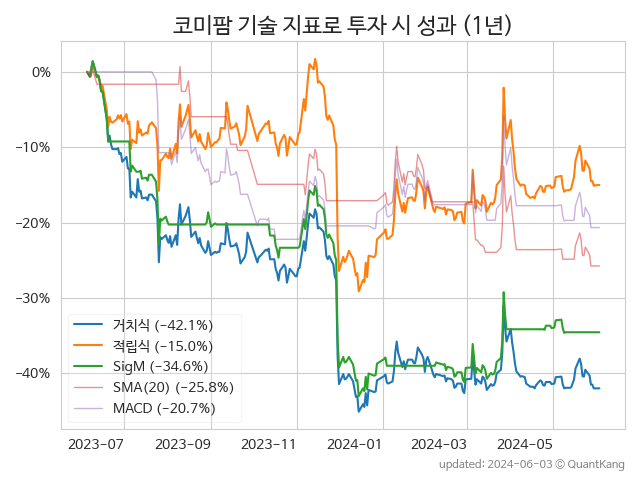 코미팜 기술 지표로 투자 시 성과 (1년)
0%
−10%
−20%
−30%
−40%
거치식 (−42.1%)
적립식 (−15.0%)
SigM (−34.6%)
SMA(20) (−25.8%)
MACD (−20.7%)
2023−07 2023−09 2023−11 2024−01 2024−03 2024−05
updated: 2024−06−03 © QuantKang